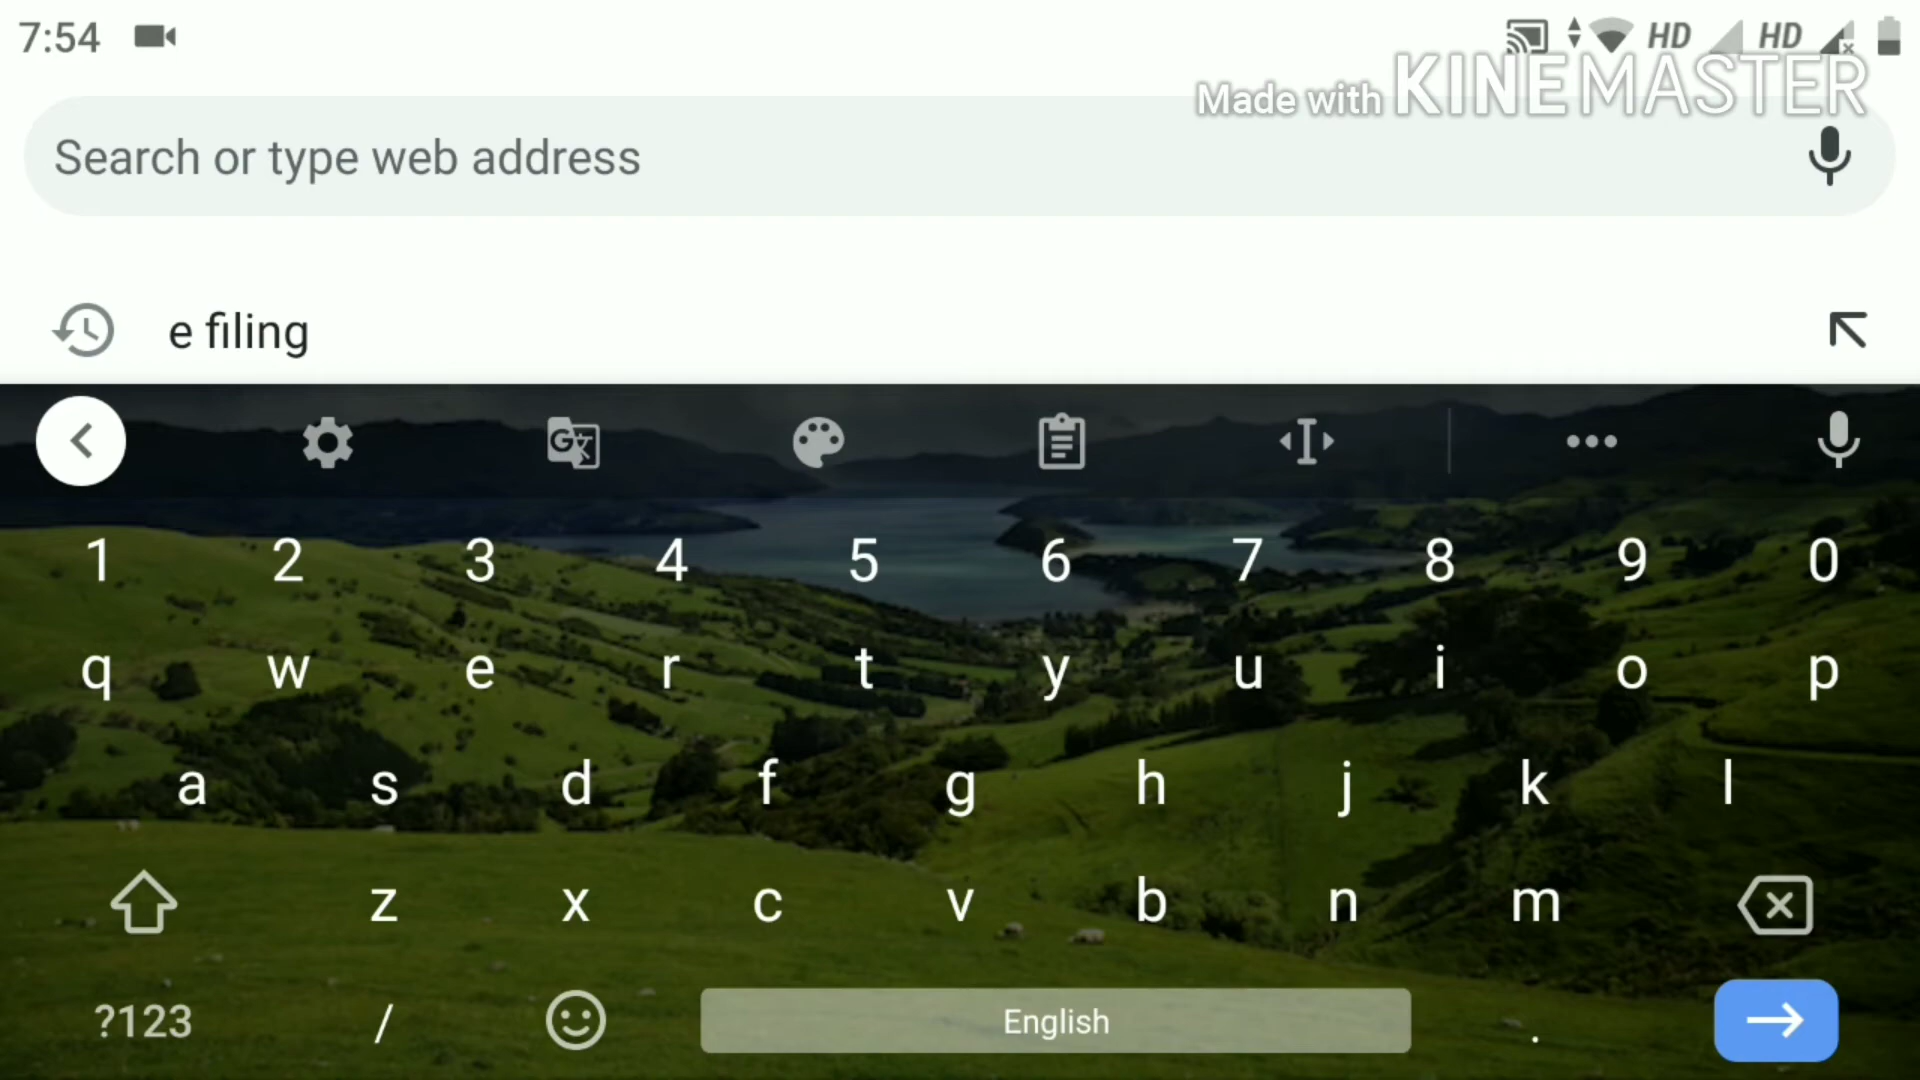 7:54
HD HD
Made with KINEMASTER
Search or type web address
e filing
1 2 3 4 5 6 7 8 9 0
q w e r t y u i o p
a s d f g h j k l
z x c v b n m
?123 / English .